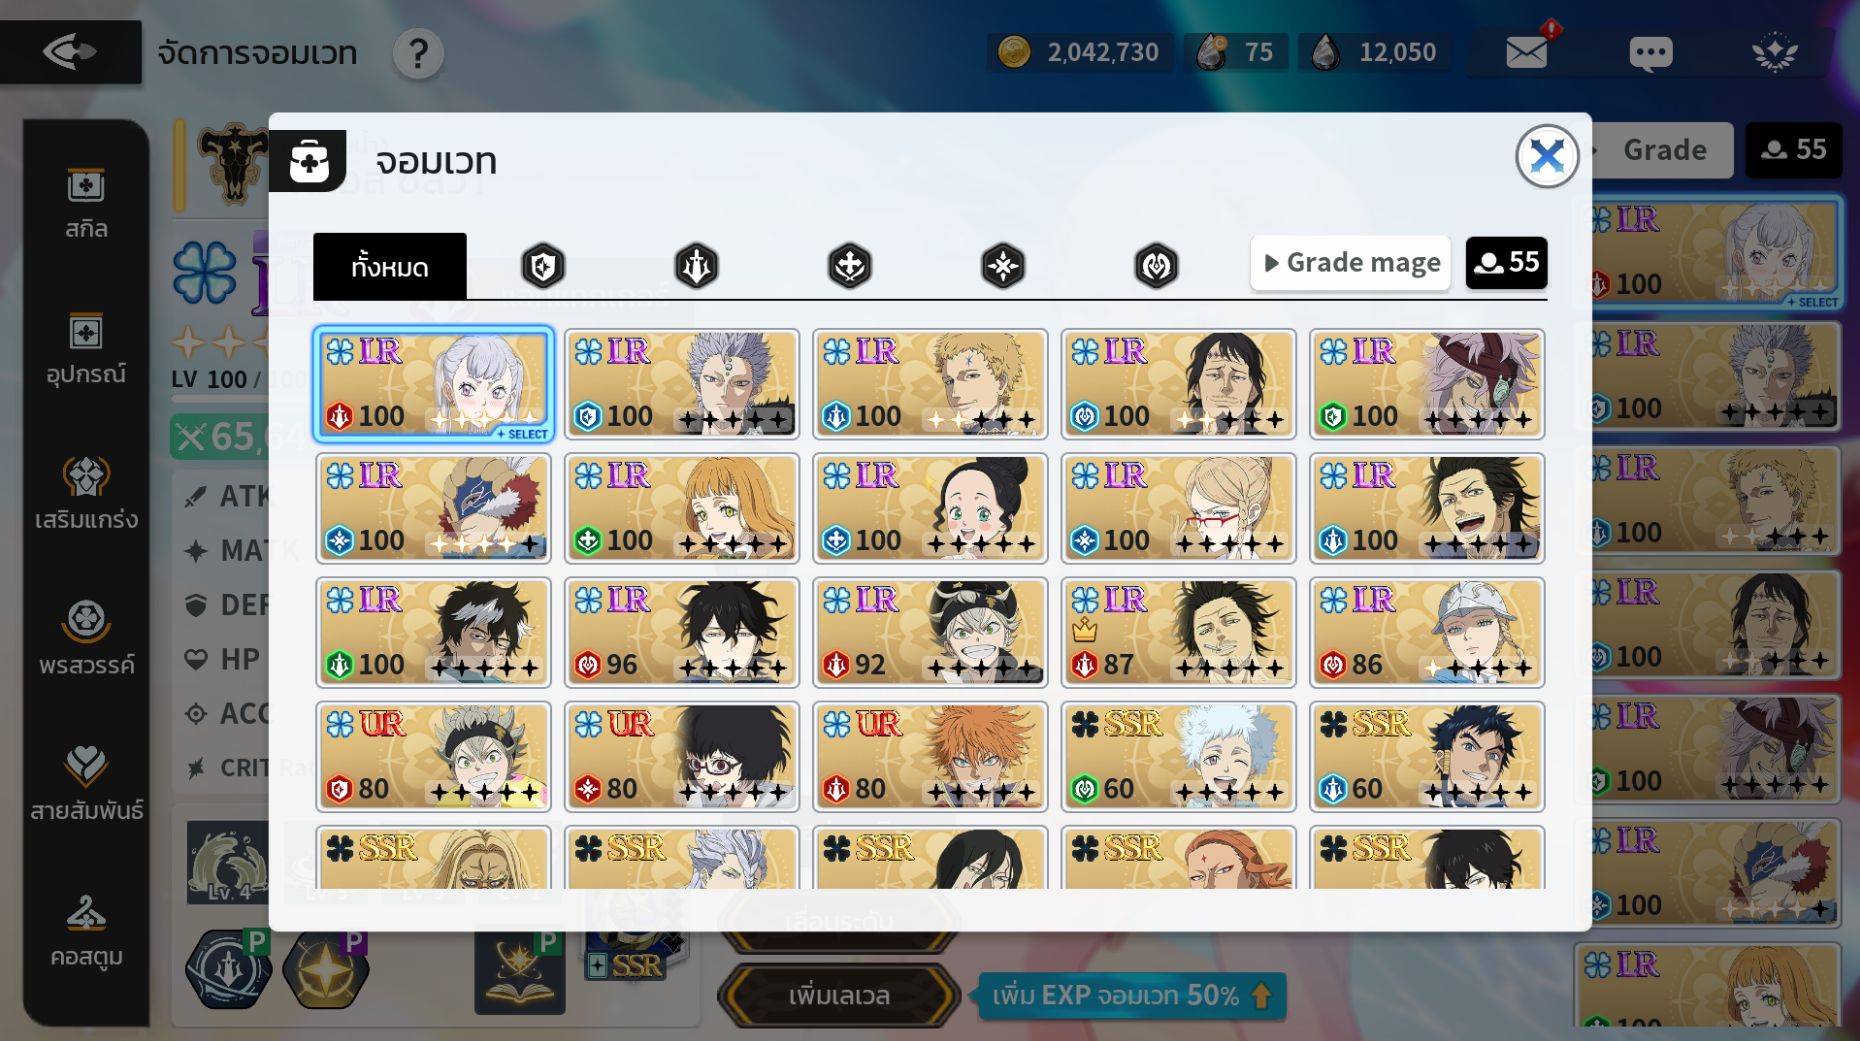 จัดการจอมเวท
?
2,042,730
75
12,050
จอมเวท
Grade
55
ทั้งหมด
Grade mage
55
สกิล
อุปกรณ์
เสริมแกร่ง
พรสวรรค์
สายสัมพันธ์
คอสตูม
LV 100 / 100
65,64
ATK
MATK
DEF
HP
ACC
CRIT Rat
Lv. 4
P
P
P
SSR
LR
100
SELECT
LR
100
LR
100
LR
100
LR
100
LR
100
LR
100
LR
100
LR
100
LR
100
LR
100
LR
96
LR
92
LR
87
LR
86
UR
80
UR
80
UR
80
SSR
60
SSR
60
SSR
SSR
SSR
SSR
SSR
LR
100
SELECT
LR
100
LR
100
LR
100
LR
100
LR
100
LR
100
เลื่อนระดับ
เพิ่มเลเวล
เพิ่ม EXP จอมเวท 50%